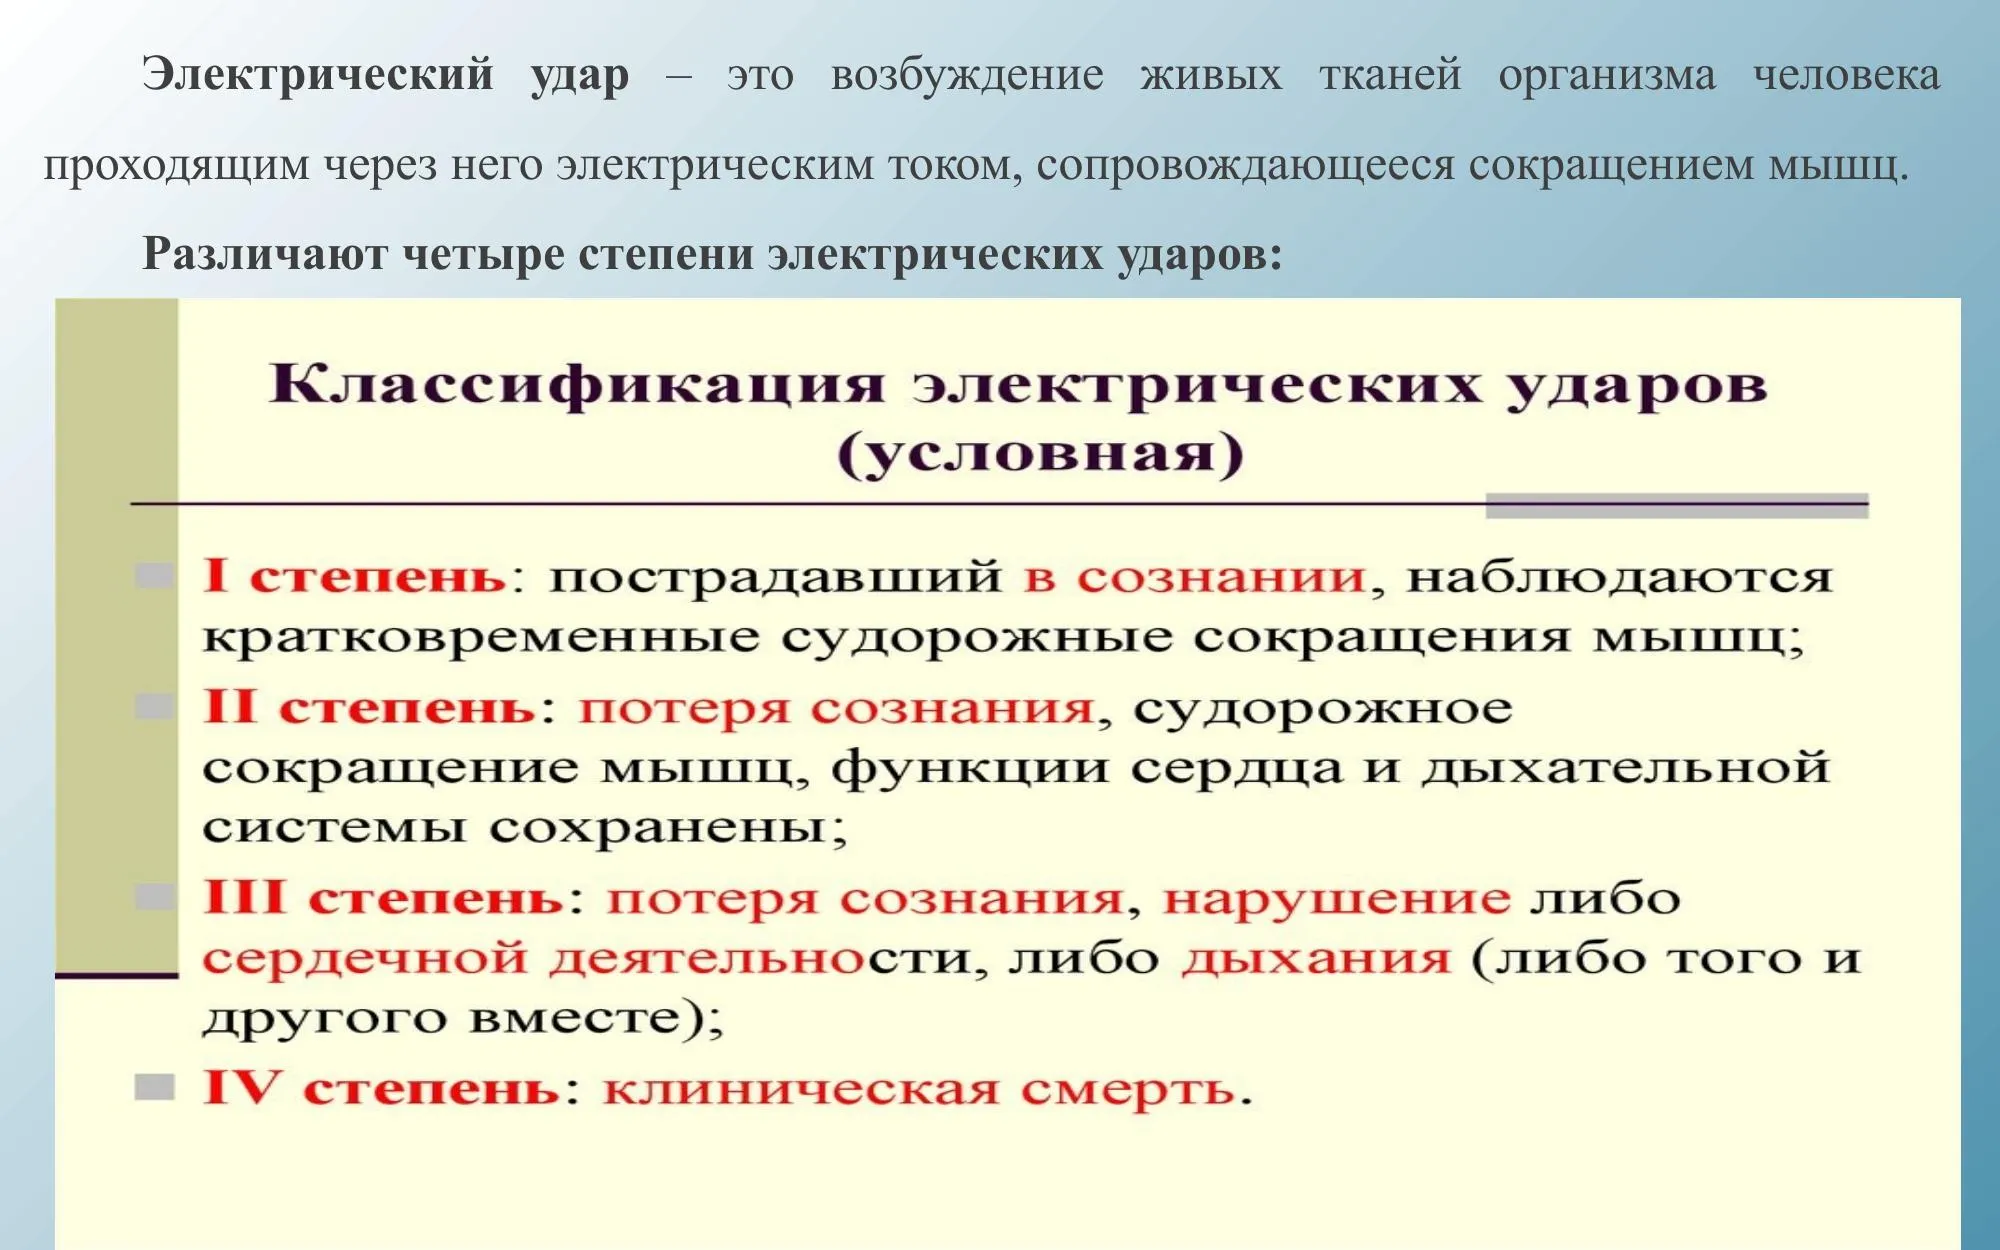 Электрический удар – это возбуждение живых тканей организма человека
проходящим через него электрическим током, сопровождающееся сокращением мышц.
Различают четыре степени электрических ударов:
Классификация электрических ударов
(условная)
I степень: пострадавший в сознании, наблюдаются
кратковременные судорожные сокращения мышц;
II степень: потеря сознания, судорожное
сокращение мышц, функции сердца и дыхательной
системы сохранены;
III степень: потеря сознания, нарушение либо
сердечной деятельности, либо дыхания (либо того и
другого вместе);
IV степень: клиническая смерть.